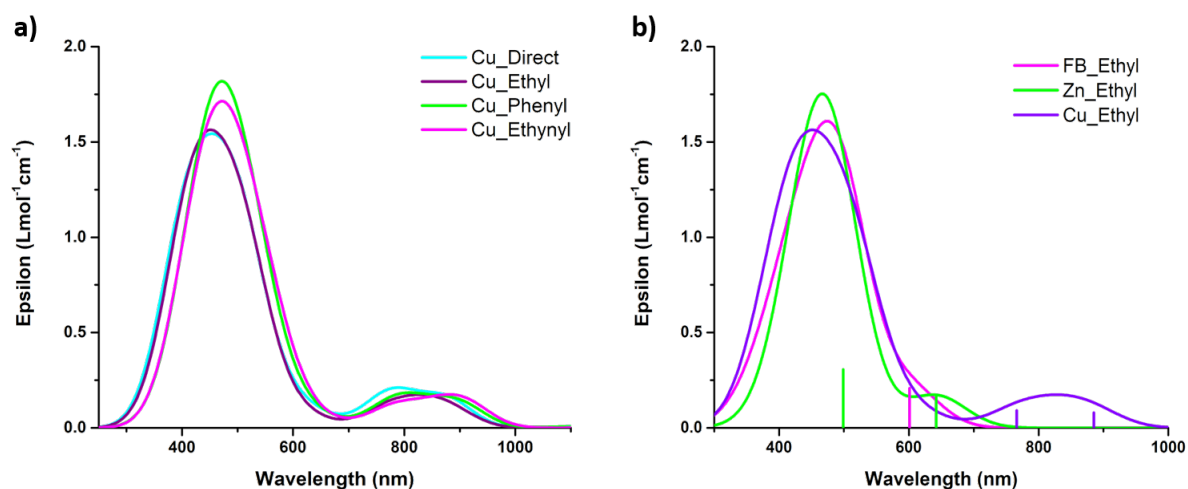 a)
Cu_Direct
Cu_Ethyl
Cu_Phenyl
Cu_Ethynyl
2.0
1.5
1.0
0.5
0.0
Epsilon (Lmol⁻¹cm⁻¹)
400
600
800
1000
Wavelength (nm)
b)
FB_Ethyl
Zn_Ethyl
Cu_Ethyl
2.0
1.5
1.0
0.5
0.0
Epsilon (Lmol⁻¹cm⁻¹)
400
600
800
1000
Wavelength (nm)